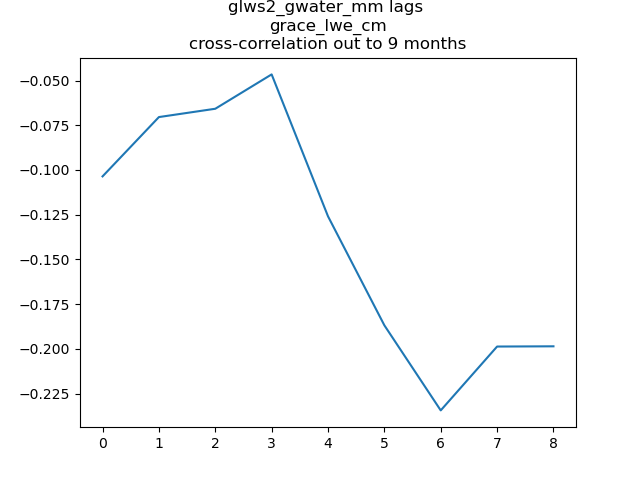 glws2_gwater_mm lags
grace_lwe_cm
cross-correlation out to 9 months
−0.050
−0.075
−0.100
−0.125
−0.150
−0.175
−0.200
−0.225
0 1 2 3 4 5 6 7 8